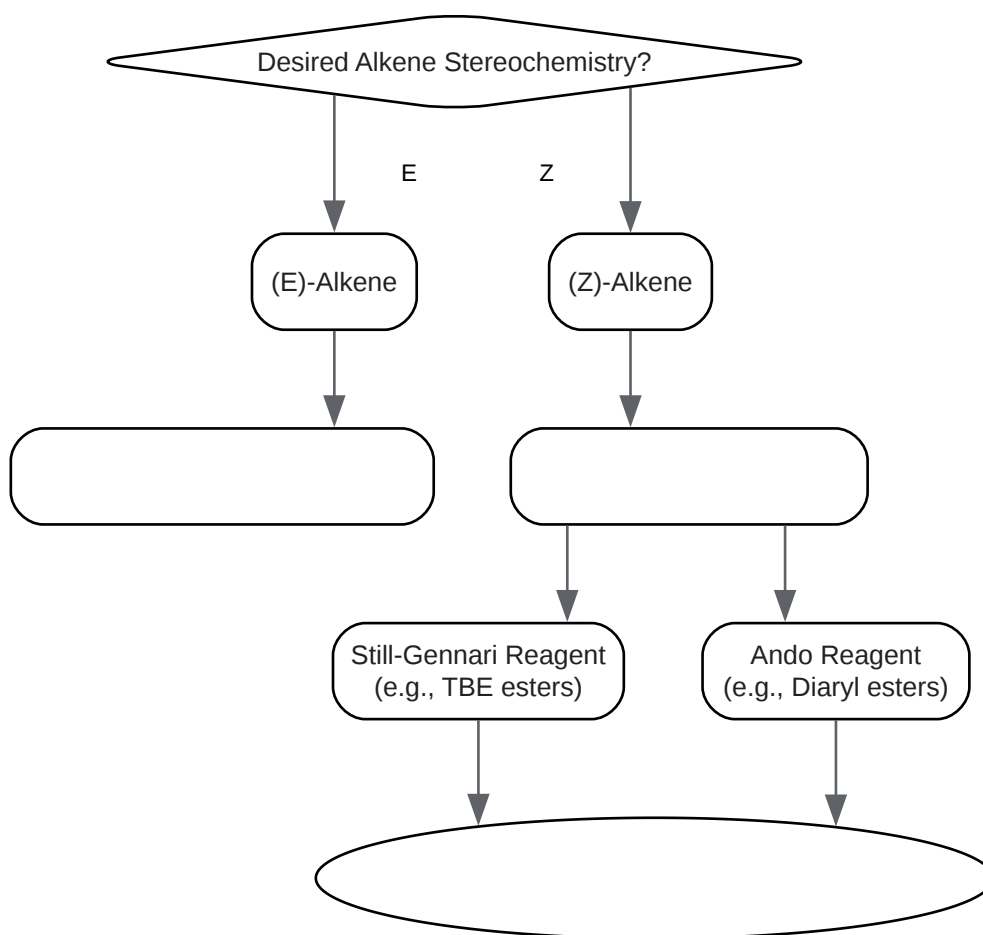 Desired Alkene Stereochemistry?
E
Z
(E)-Alkene
(Z)-Alkene
Still-Gennari Reagent
(e.g., TBE esters)
Ando Reagent
(e.g., Diaryl esters)